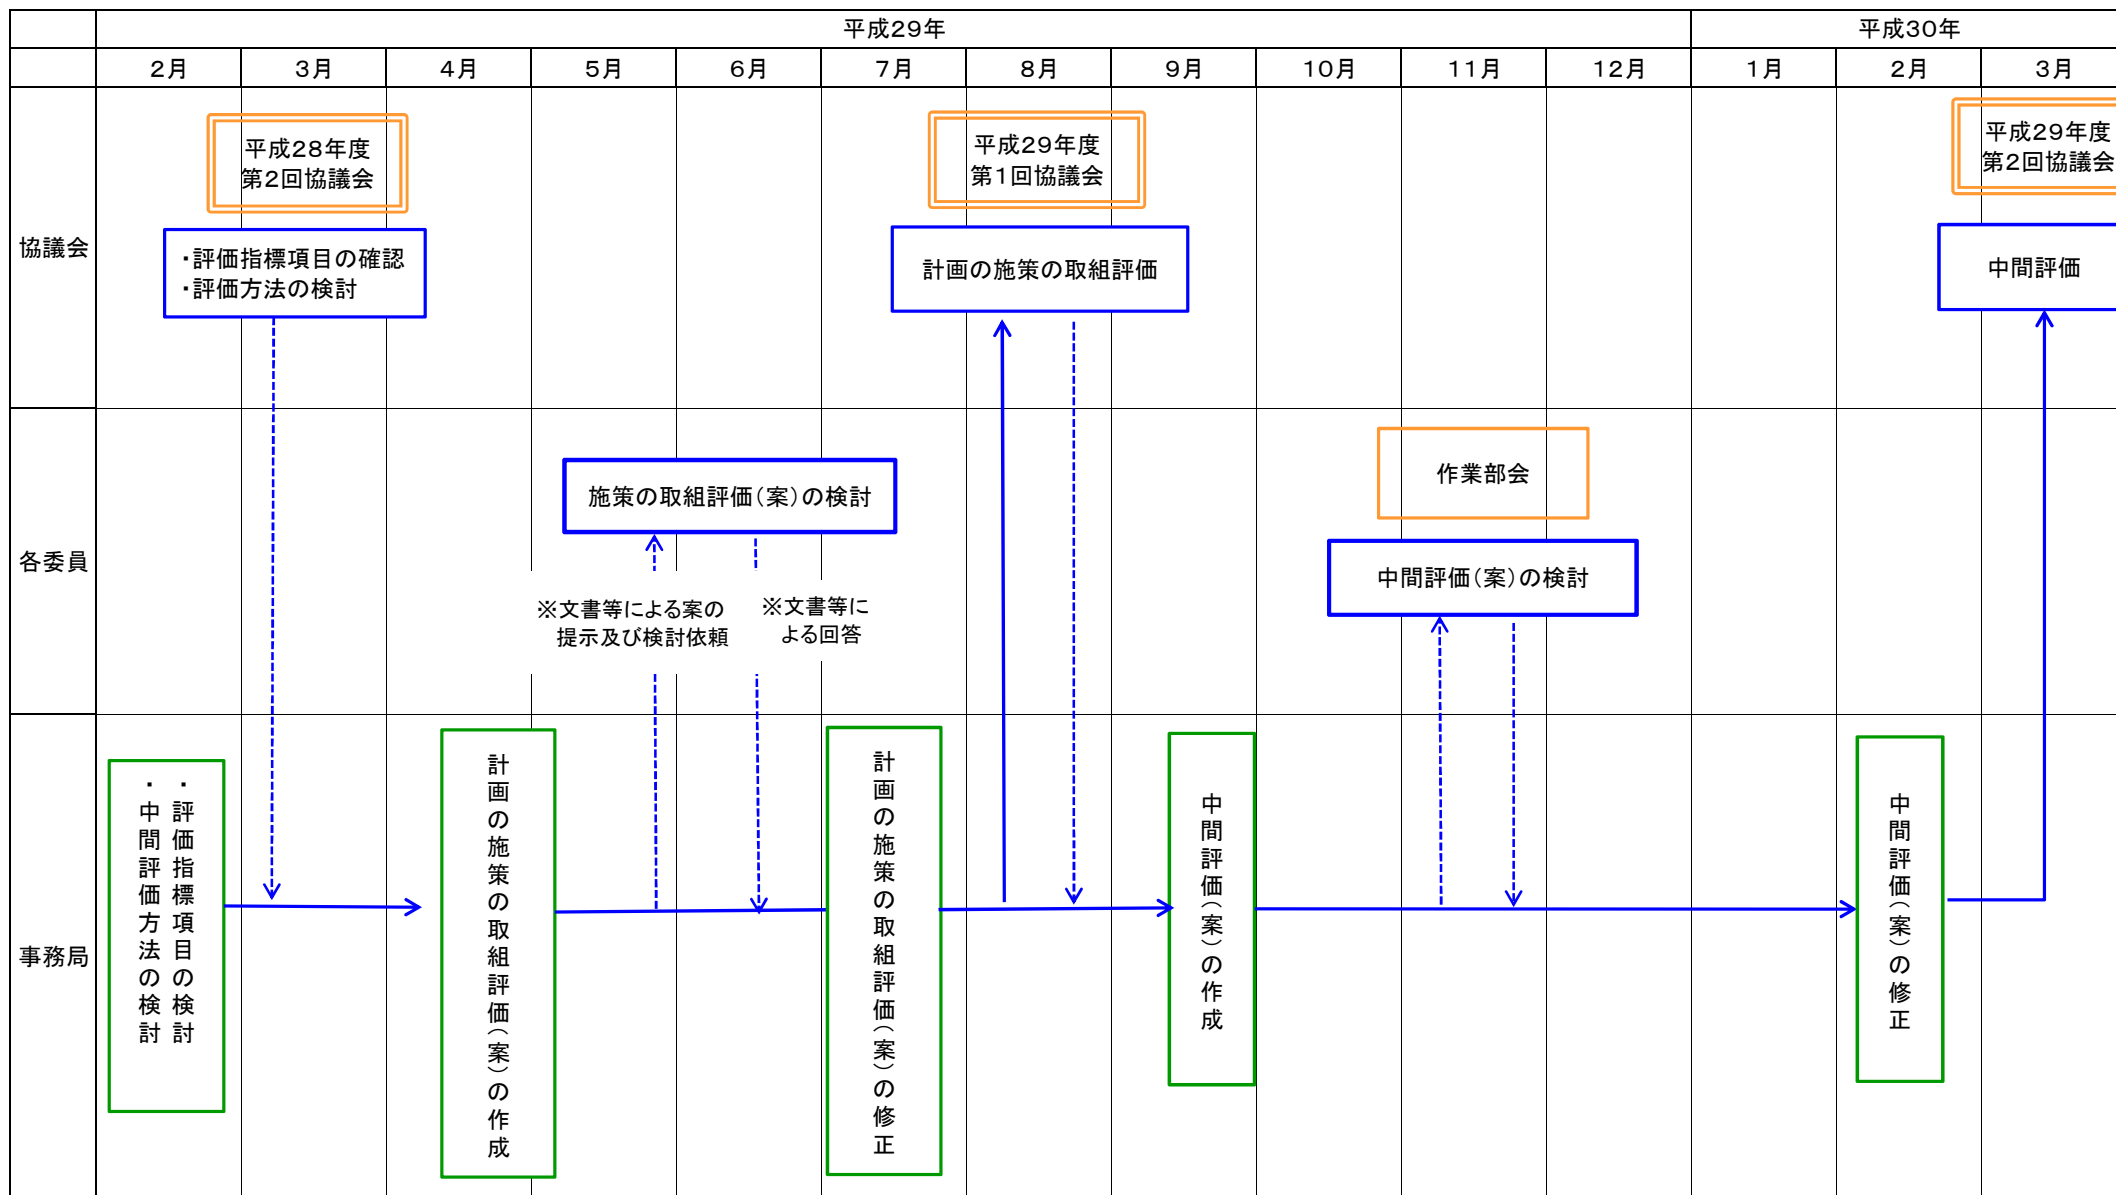 平成29年
平成30年
2月
3月
4月
5月
6月
7月
8月
9月
10月
11月
12月
1月
2月
3月
協議会
平成28年度
第2回協議会
・評価指標項目の確認
・評価方法の検討
平成29年度
第1回協議会
計画の施策の取組評価
平成29年度
第2回協議会
中間評価
各委員
施策の取組評価（案）の検討
※文書等による案の
提示及び検討依頼
※文書等に
よる回答
作業部会
中間評価（案）の検討
事務局
・評価指標項目の検討
・中間評価方法の検討
計画の施策の取組評価（案）の作成
計画の施策の取組評価（案）の修正
中間評価（案）の作成
中間評価（案）の修正